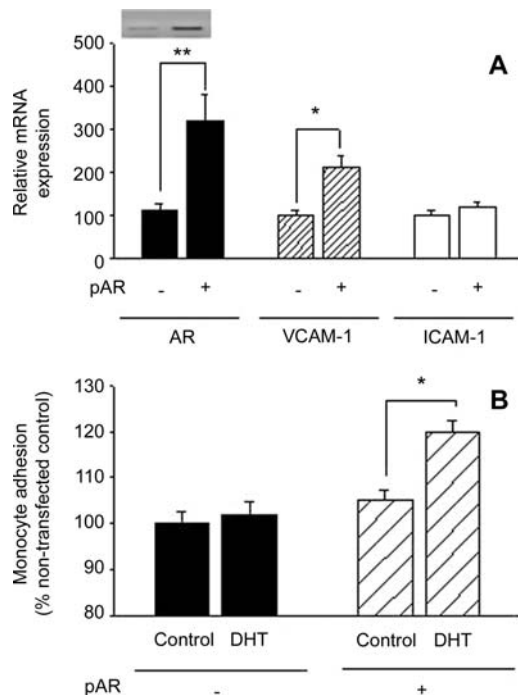 500
A
**
400
Relative mRNA expression
300
*
200
100
0
pAR - + - + - +
AR VCAM-1 ICAM-1
130
B
*
120
Monocyte adhesion
(% non-transfected control)
110
100
90
80
Control DHT Control DHT
pAR - +